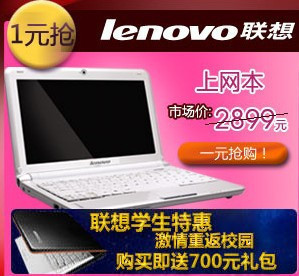 1元抢
lenovo联想
上网本
市场价:2899元
一元抢购！
lenovo
联想学生特惠
激情重返校园
购买即送700元礼包